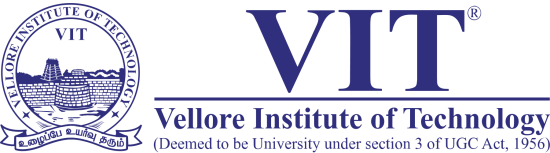 VELLORE INSTITUTE OF TECHNOLOGY
VIT
உழைப்பே உயர்வு தரும்
VIT®
Vellore Institute of Technology
(Deemed to be University under section 3 of UGC Act, 1956)